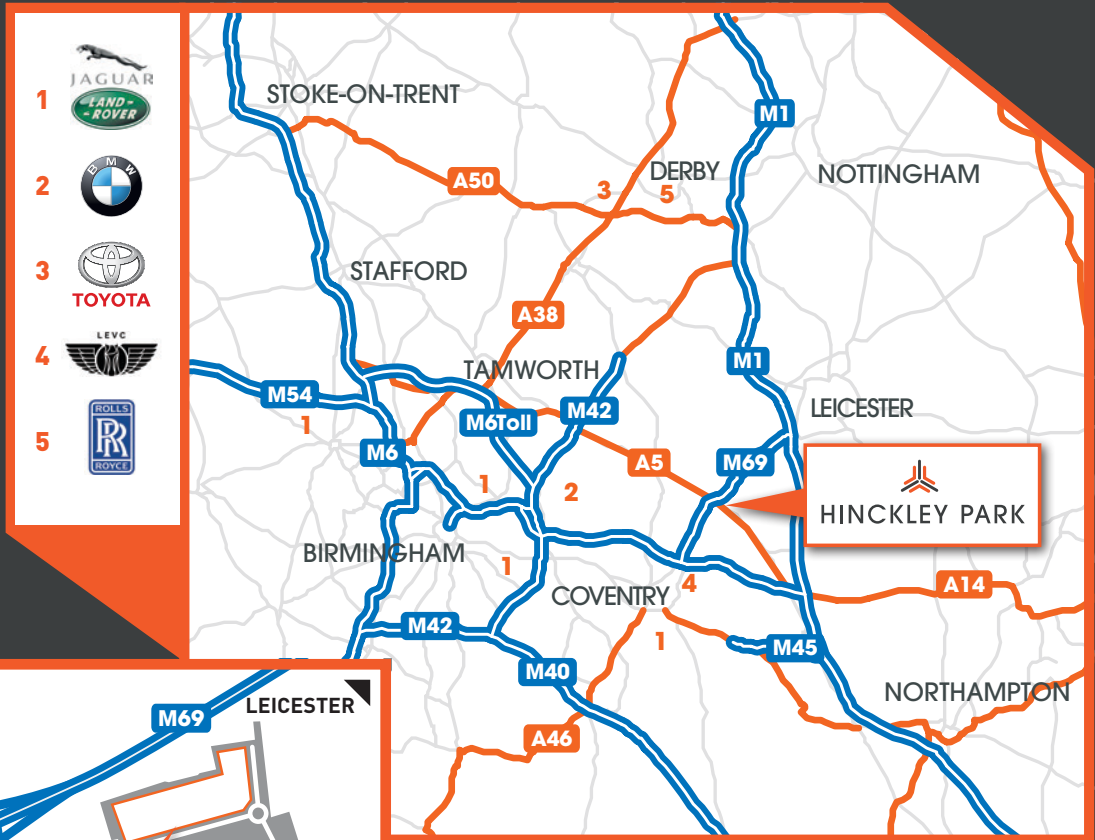 1
JAGUAR
LAND-
-ROVER
2
BMW
3
TOYOTA
4
LEVC
5
ROLLS
RR
ROYCE
STOKE-ON-TRENT
M1
DERBY
NOTTINGHAM
A50
3
5
STAFFORD
A38
TAMWORTH
M1
M54
M6Toll
M42
LEICESTER
1
M6
A5
M69
1
2
HINCKLEY PARK
BIRMINGHAM
1
COVENTRY
4
A14
M42
1
M45
M40
NORTHAMPTON
A46
LEICESTER
M69